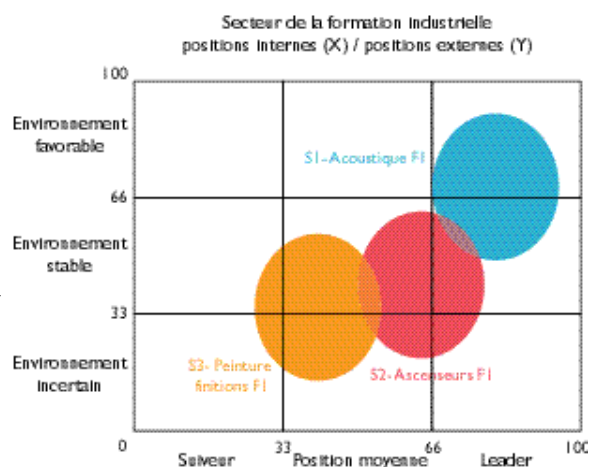 Secteur de la formation industrielle
positions internes (X) / positions externes (Y)
100
Environnement
favorable
S1-Acoustique FI
66
Environnement
stable
33
Environnement
incertain
S3- Peinture
finitions FI
S2-Ascenseurs FI
0
33
66
100
Suiveur
Position moyenne
Leader